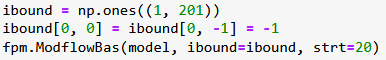 ibound = np.ones((1, 201))
ibound[0, 0] = ibound[0, -1] = -1
fpm.ModflowBas(model, ibound=ibound, strt=20)